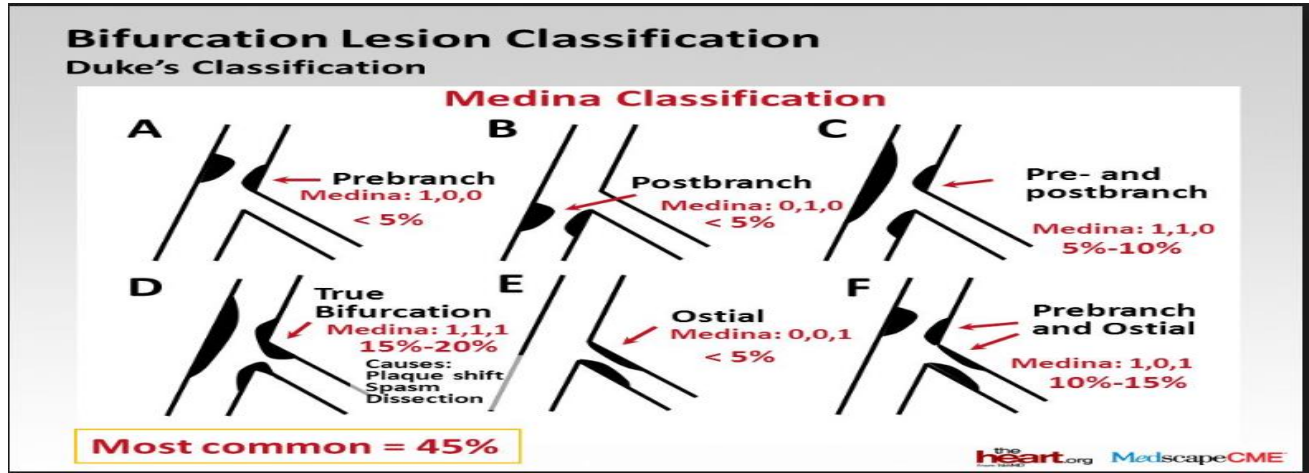 Bifurcation Lesion Classification
Duke's Classification
Medina Classification
A
Prebranch
Medina: 1,0,0
< 5%
B
Postbranch
Medina: 0,1,0
< 5%
C
Pre- and
postbranch
Medina: 1,1,0
5%-10%
D
True
Bifurcation
Medina: 1,1,1
15%-20%
Causes:
Plaque shift
Spasm
Dissection
E
Ostial
Medina: 0,0,1
< 5%
F
Prebranch
and Ostial
Medina: 1,0,1
10%-15%
Most common = 45%
the
heart.org
MedscapeCME